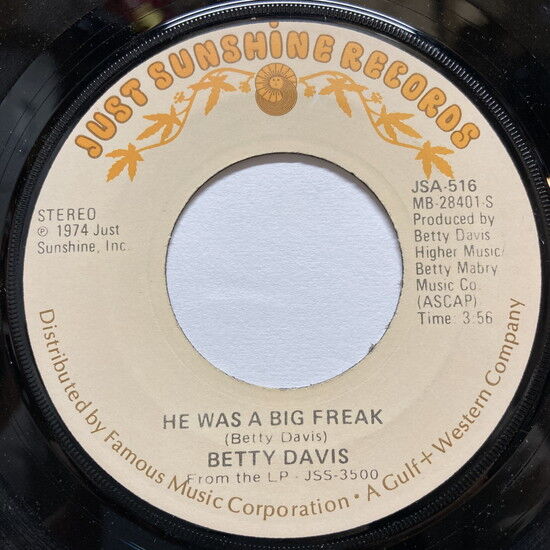 JUST SUNSHINE RECORDS
STEREO
℗ 1974 Just
Sunshine, Inc.
JSA-516
MB-28401-S
Produced by
Betty Davis
Higher Music/
Betty Mabry
Music Co.
(ASCAP)
Time: 3:56
HE WAS A BIG FREAK
(Betty Davis)
BETTY DAVIS
From the LP - JSS-3500
Distributed by Famous Music Corporation • A Gulf + Western Company